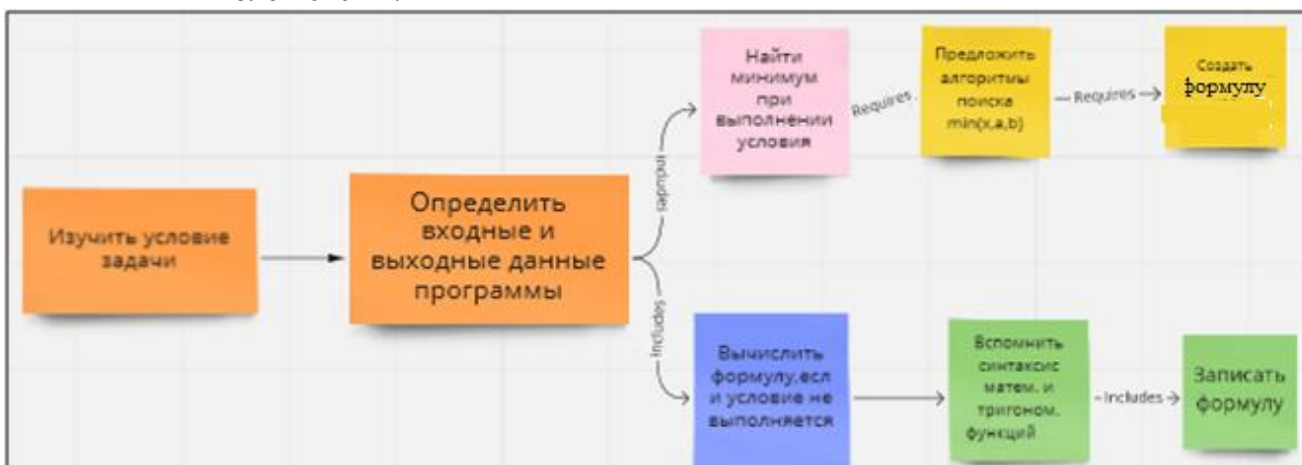 Изучить условие
задачи
Определить
входные и
выходные данные
программы
Includes
Найти
минимум
при
выполнении
условия
Requires
Предложить
алгоритмы
поиска
min(x,a,b)
Requires
Создать
формулу
Includes
Вычислить
формулу,есл
и условие не
выполняется
Вспомнить
синтаксис
матем. и
тригоном.
функций
Includes
Записать
формулу